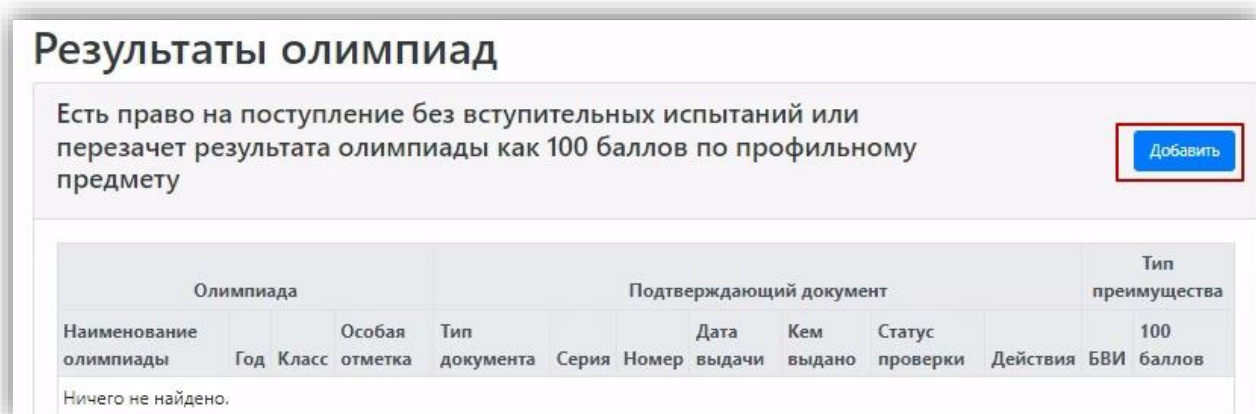 Результаты олимпиад
Есть право на поступление без вступительных испытаний или
перезачет результата олимпиады как 100 баллов по профильному
предмету
Добавить
Олимпиада Подтверждающий документ Тип преимущества
Наименование олимпиады Год Класс Особая отметка Тип документа Серия Номер Дата выдачи Кем выдано Статус проверки Действия БВИ 100 баллов
Ничего не найдено.